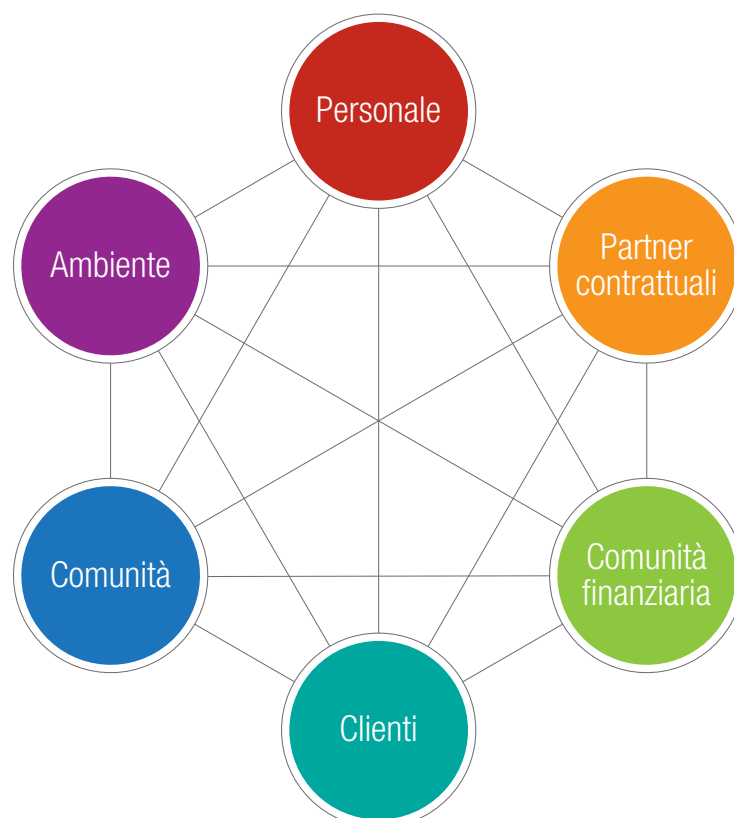 Personale
Ambiente
Partner
contrattuali
Comunità
Comunità
finanziaria
Clienti